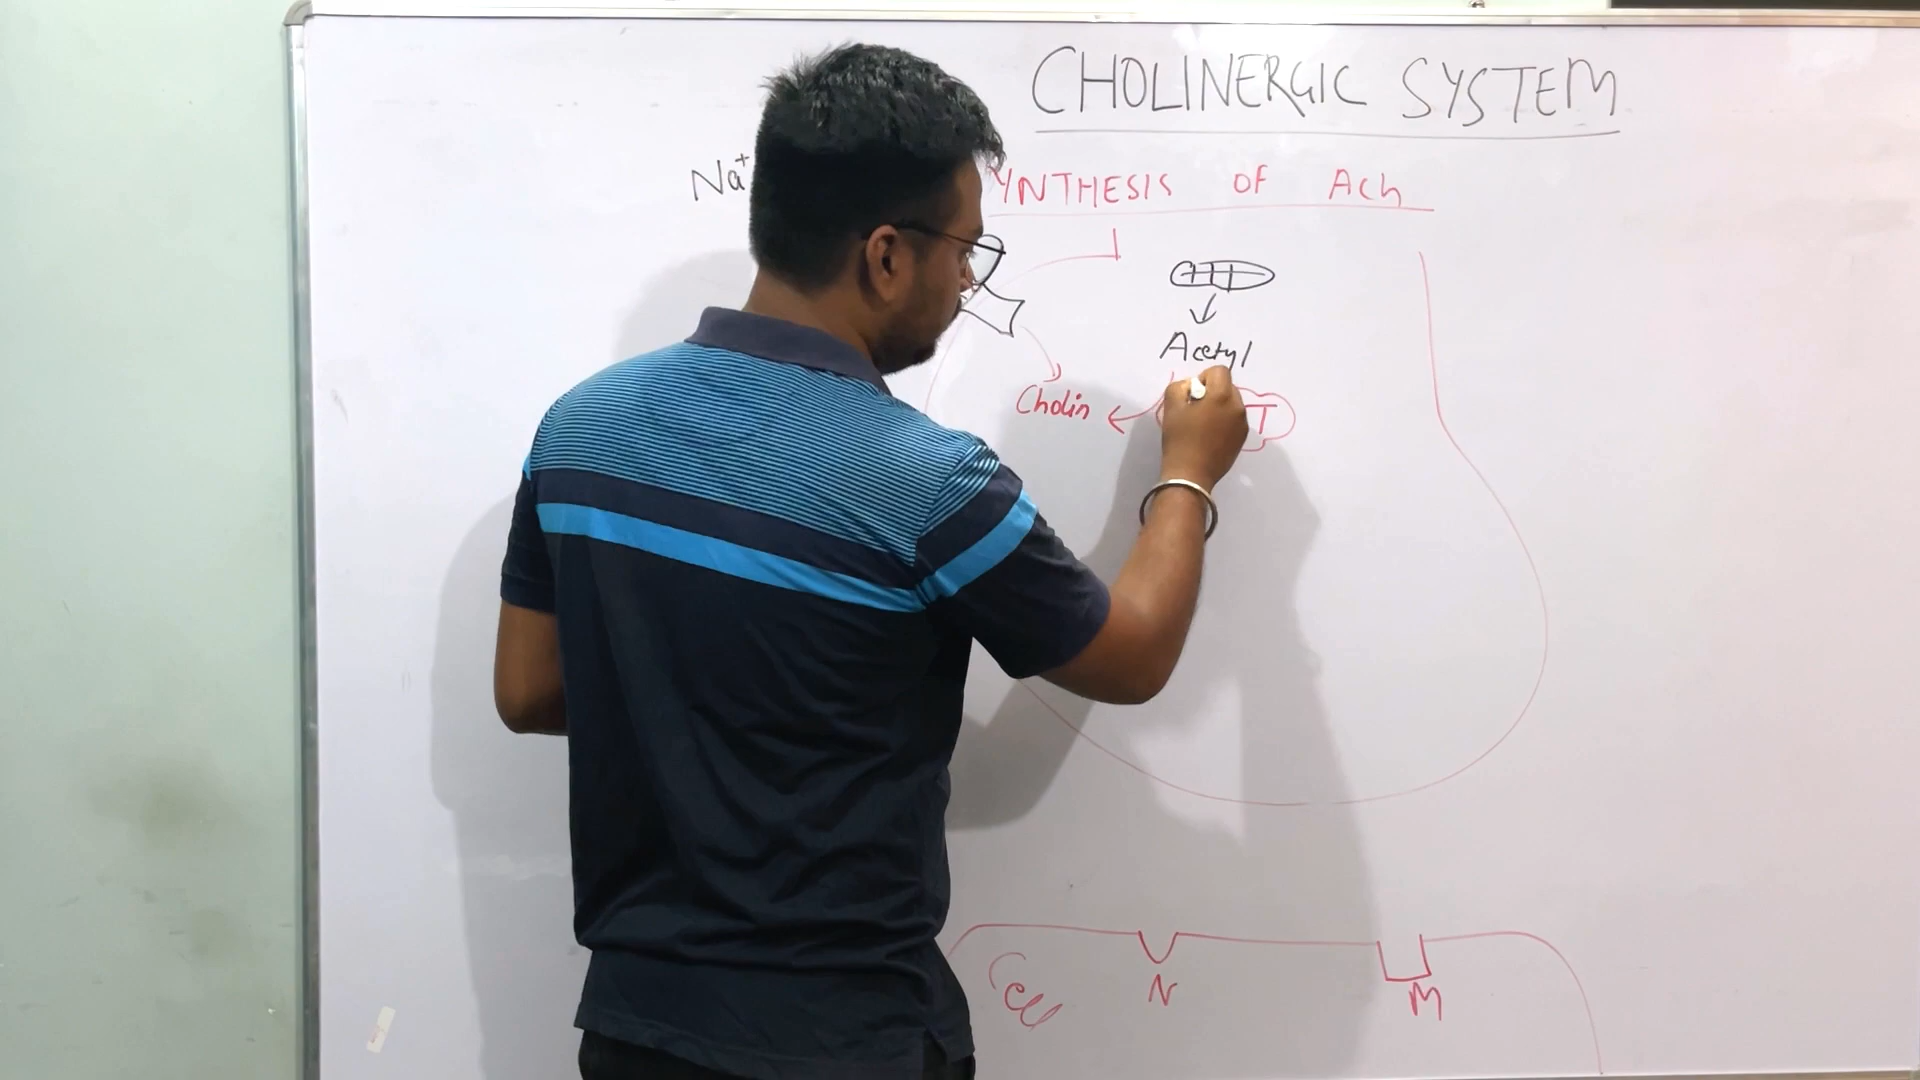 CHOLINERGIC SYSTEM
Na+
YNTHESIS OF Ach
Acetyl
Cholin
T
Cell
N
M